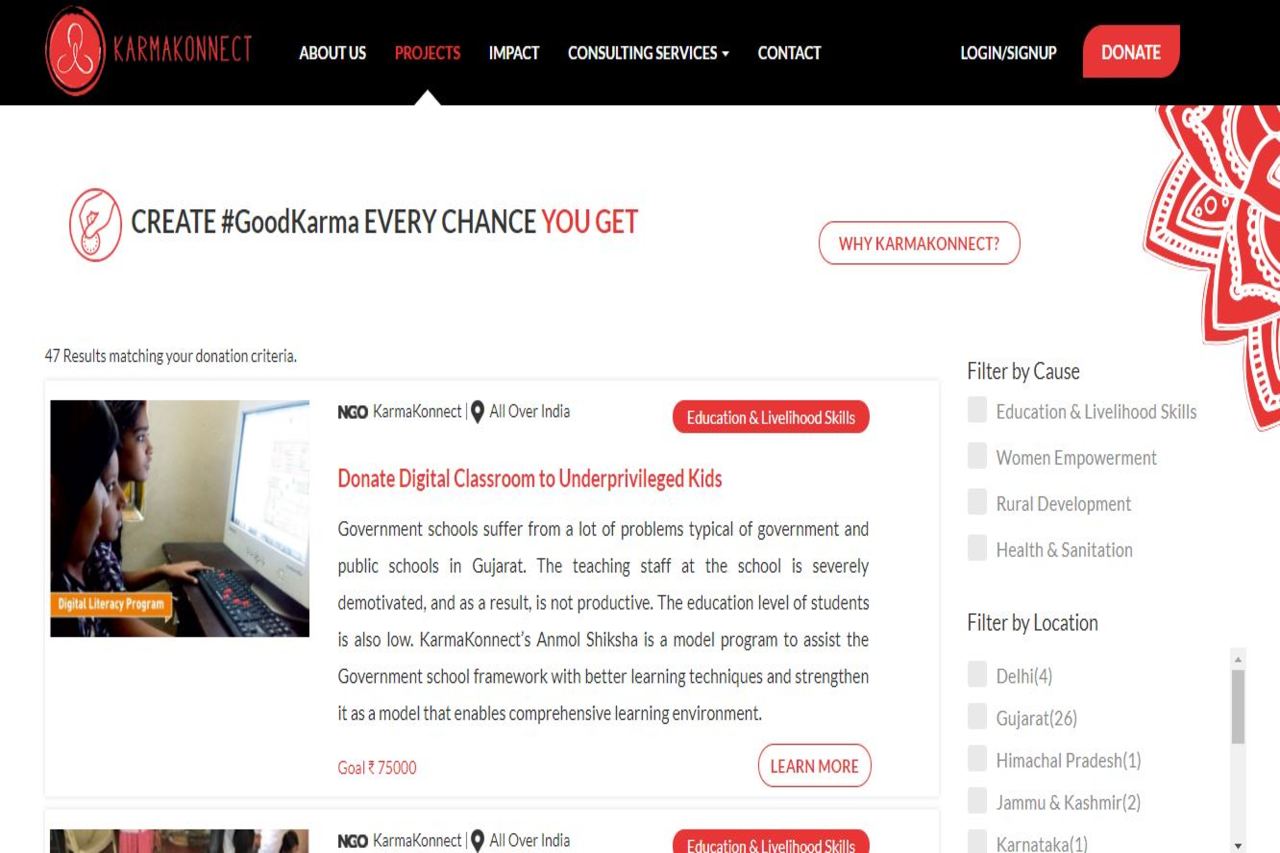 KARMAKONNECT
ABOUT US PROJECTS IMPACT CONSULTING SERVICES CONTACT LOGIN/SIGNUP DONATE
CREATE #GoodKarma EVERY CHANCE YOU GET
WHY KARMAKONNECT?
47 Results matching your donation criteria.
NGO KarmaKonnect | All Over India
Education & Livelihood Skills
Donate Digital Classroom to Underprivileged Kids
Government schools suffer from a lot of problems typical of government and
public schools in Gujarat. The teaching staff at the school is severely
demotivated, and as a result, is not productive. The education level of students
is also low. KarmaKonnect's Anmol Shiksha is a model program to assist the
Government school framework with better learning techniques and strengthen
it as a model that enables comprehensive learning environment.
Digital Literacy Program
Goal ₹ 75000
LEARN MORE
NGO KarmaKonnect | All Over India
Education & Livelihood Skills
Filter by Cause
Education & Livelihood Skills
Women Empowerment
Rural Development
Health & Sanitation
Filter by Location
Delhi(4)
Gujarat(26)
Himachal Pradesh(1)
Jammu & Kashmir(2)
Karnataka(1)